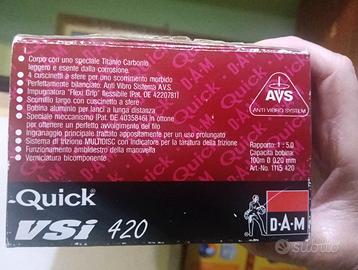 Corpo con uno speciale Titanio Carbonio
leggero e esente dalla corrosione.
4 cuscinetti a sfere per uno scorrimento morbido
Perfettamente bilanciato: Anti Vibro Sistema A.V.S.
Impugnatura "Flexi Grip" flessibile (Pat. DE 4220781)
Scorrillo largo con cuscinetto a sfere
Bobina aluminio per lanci a lunga distanza
Speciale meccanismo (Pat. DE 4035846) in ottone
per offrire un perfetto avvolgimento del filo
Ingranaggio principale trattato appositamente per un uso prolungato
Sistema di frizione MULTIDISC con indicators per la taratura della frizione
Funzionamento ambidestro della manovella
Verniciatura bicomponente
AVS
ANTI VIBRO SYSTEM
Rapporto: 1 : 5.0
Capacità bobina:
100m Ø 0.20 mm
Art.-No. 1165 420
Quick
VSi 420
D·A·M
subito